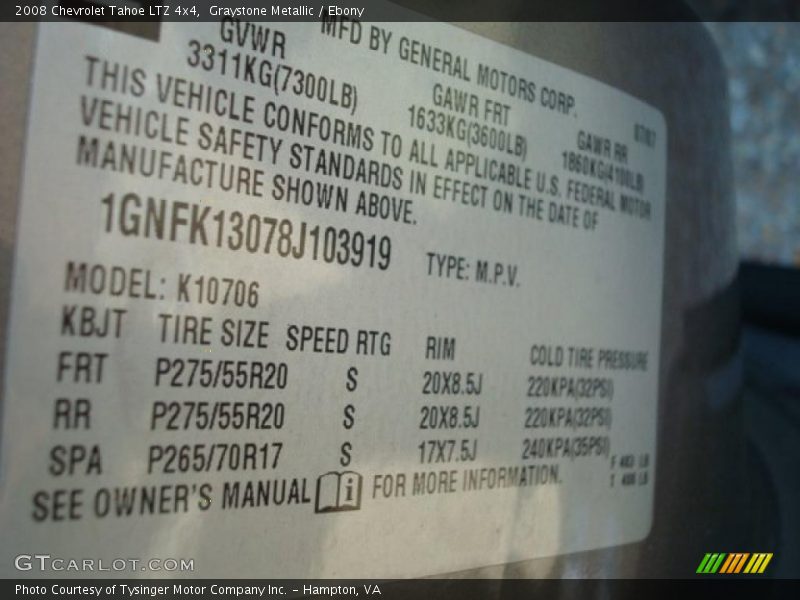 2008 Chevrolet Tahoe LTZ 4x4, Graystone Metallic / Ebony
MFD BY GENERAL MOTORS CORP.
GVWR GAWR FRT GAWR RR
3311KG(7300LB) 1633KG(3600LB) 1860KG(4100LB)
THIS VEHICLE CONFORMS TO ALL APPLICABLE U.S. FEDERAL MOTOR
VEHICLE SAFETY STANDARDS IN EFFECT ON THE DATE OF
MANUFACTURE SHOWN ABOVE.
1GNFK13078J103919 TYPE: M.P.V.
MODEL: K10706
KBJT TIRE SIZE SPEED RTG RIM COLD TIRE PRESSURE
FRT P275/55R20 S 20X8.5J 220KPA(32PSI)
RR P275/55R20 S 20X8.5J 220KPA(32PSI)
SPA P265/70R17 S 17X7.5J 240KPA(35PSI)
SEE OWNER'S MANUAL i FOR MORE INFORMATION.
GTCARLOT.COM
Photo Courtesy of Tysinger Motor Company Inc. – Hampton, VA